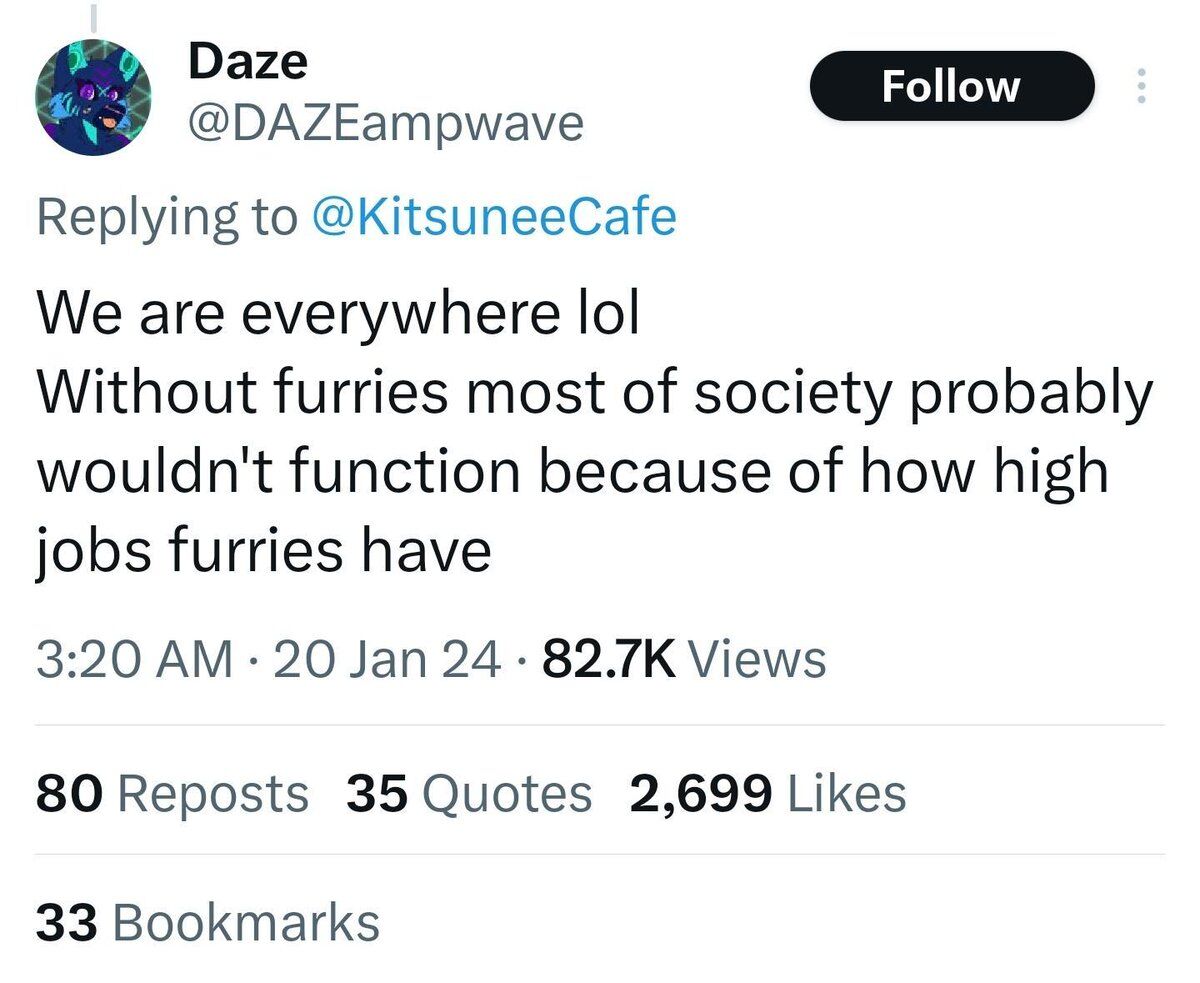 Daze
@DAZEampwave
Follow
Replying to @KitsuneeCafe
We are everywhere lol
Without furries most of society probably
wouldn't function because of how high
jobs furries have
3:20 AM · 20 Jan 24 · 82.7K Views
80 Reposts 35 Quotes 2,699 Likes
33 Bookmarks